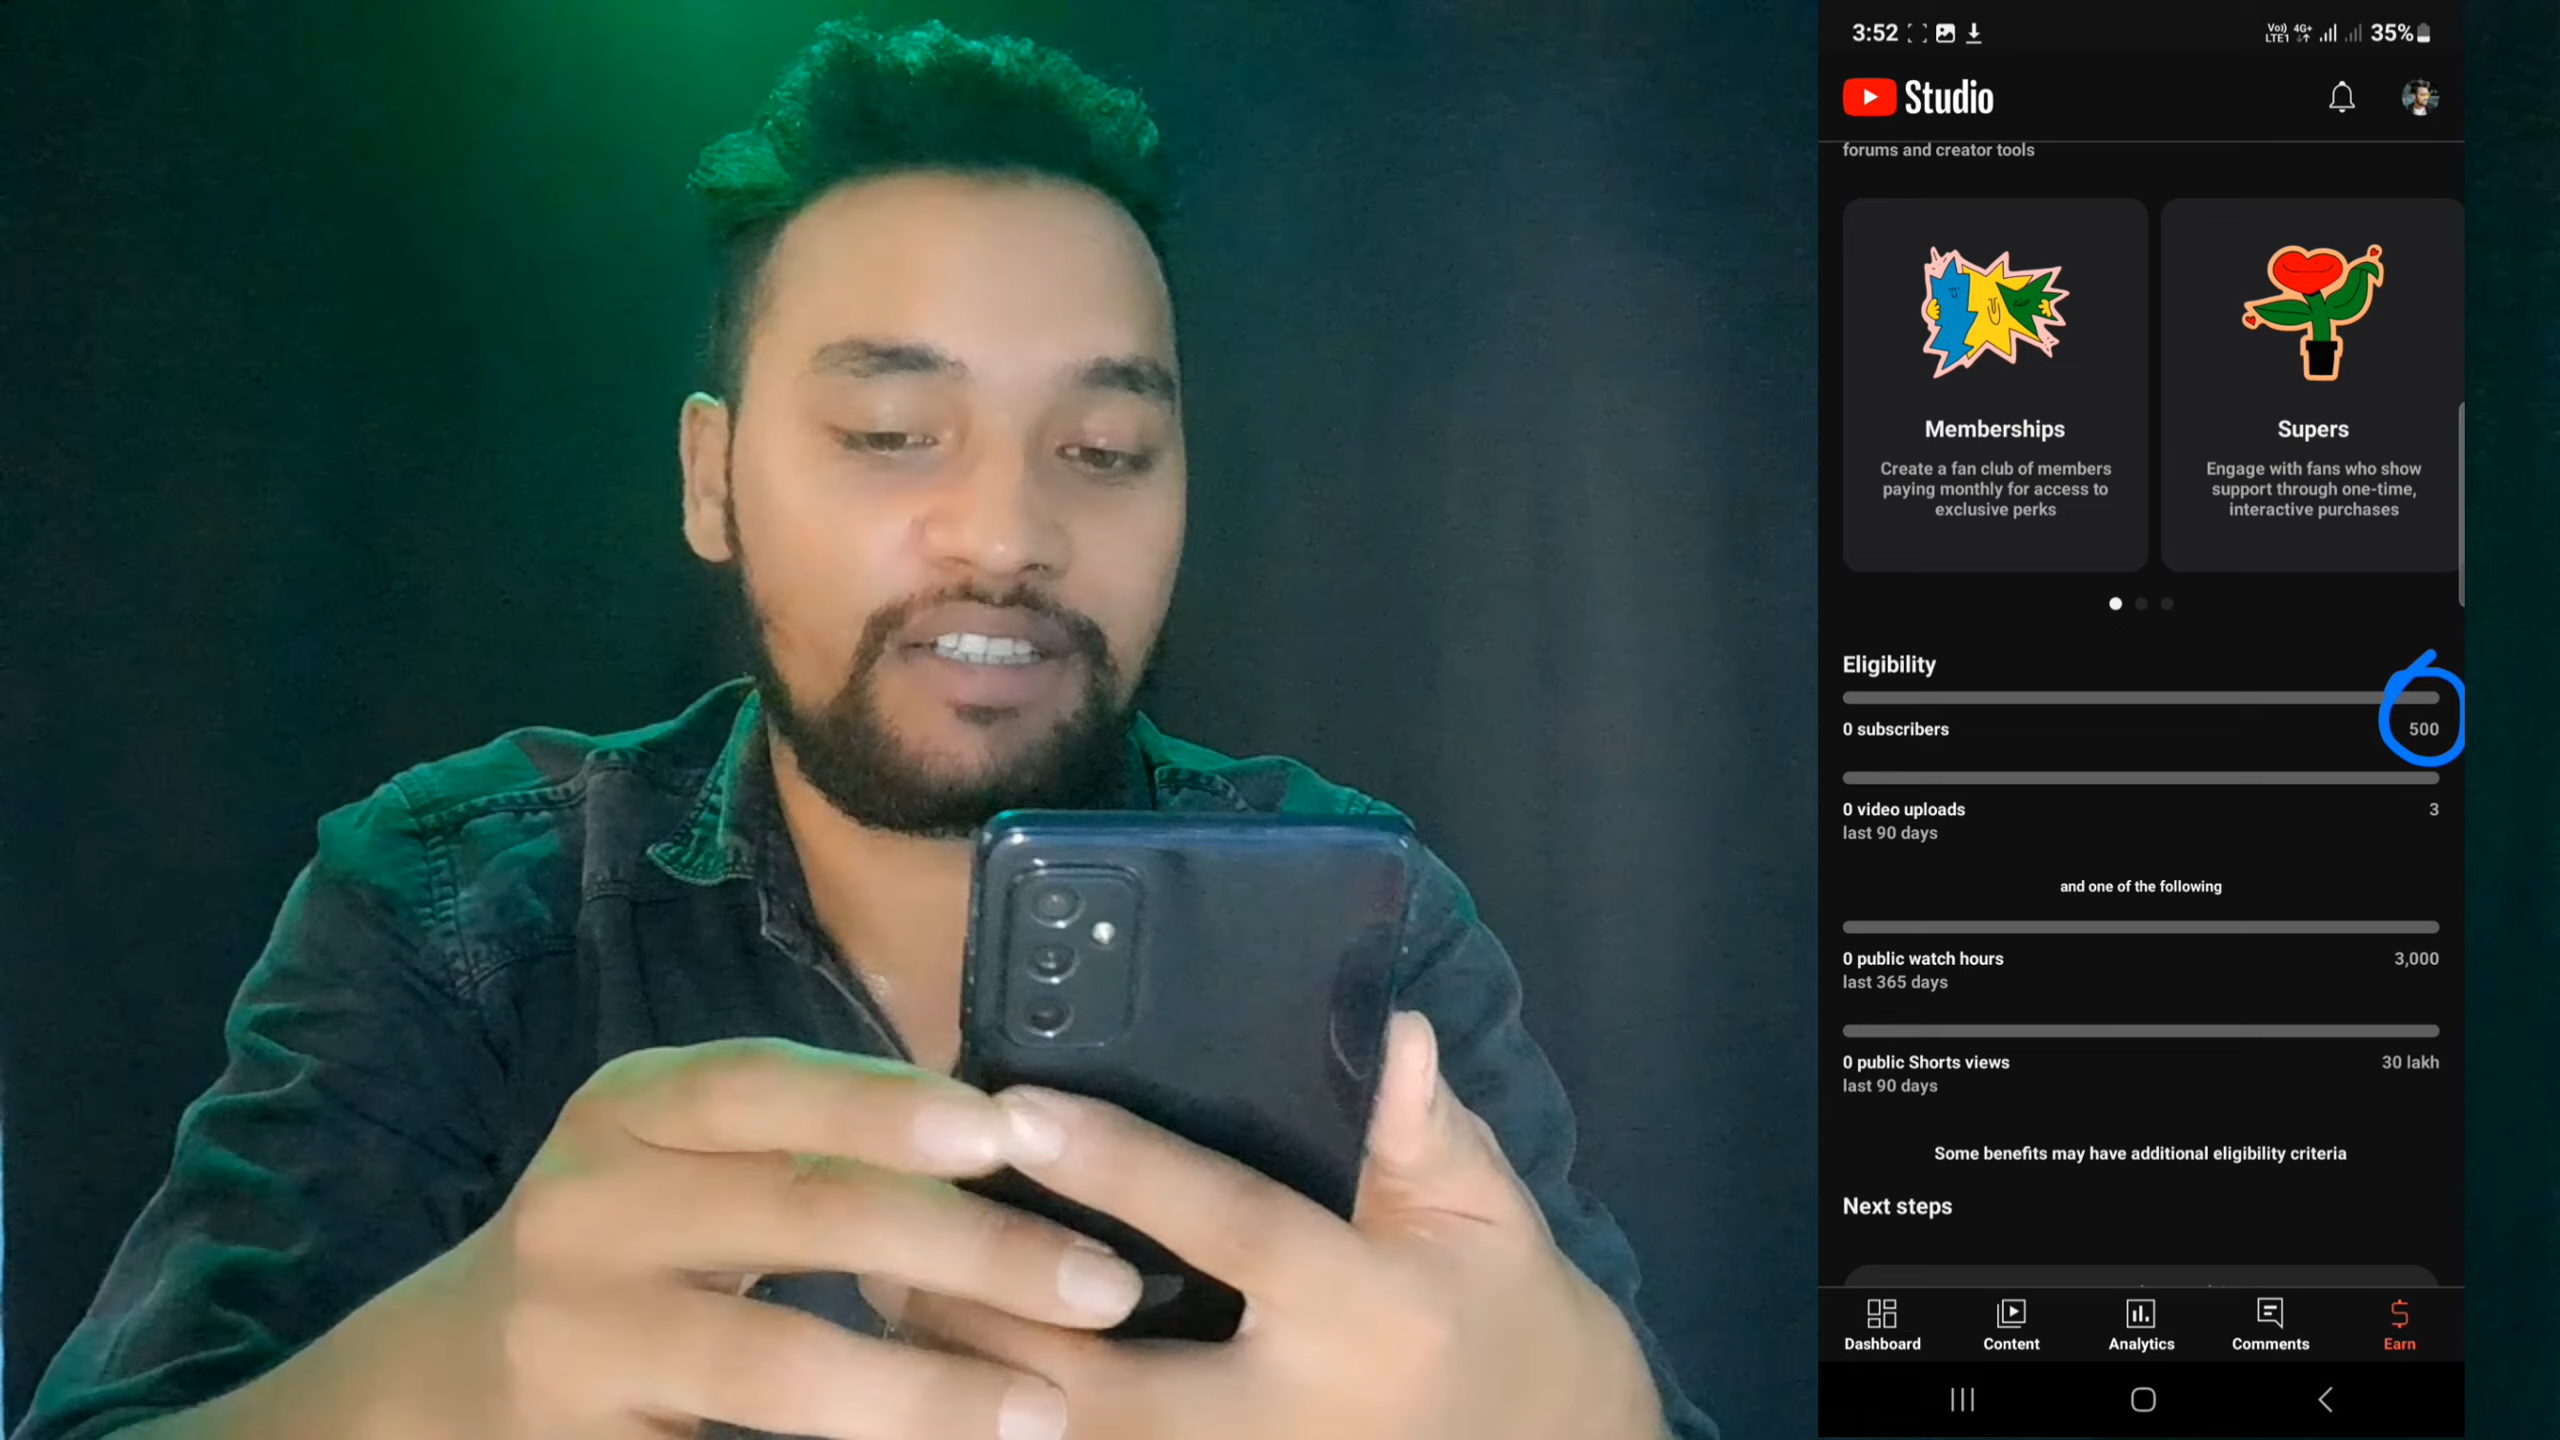 3:52
Vo)) 4G+
LTE1
35%
Studio
forums and creator tools
Memberships
Create a fan club of members
paying monthly for access to
exclusive perks
Supers
Engage with fans who show
support through one-time,
interactive purchases
Eligibility
0 subscribers 500
0 video uploads 3
last 90 days
and one of the following
0 public watch hours 3,000
last 365 days
0 public Shorts views 30 lakh
last 90 days
Some benefits may have additional eligibility criteria
Next steps
Dashboard Content Analytics Comments Earn